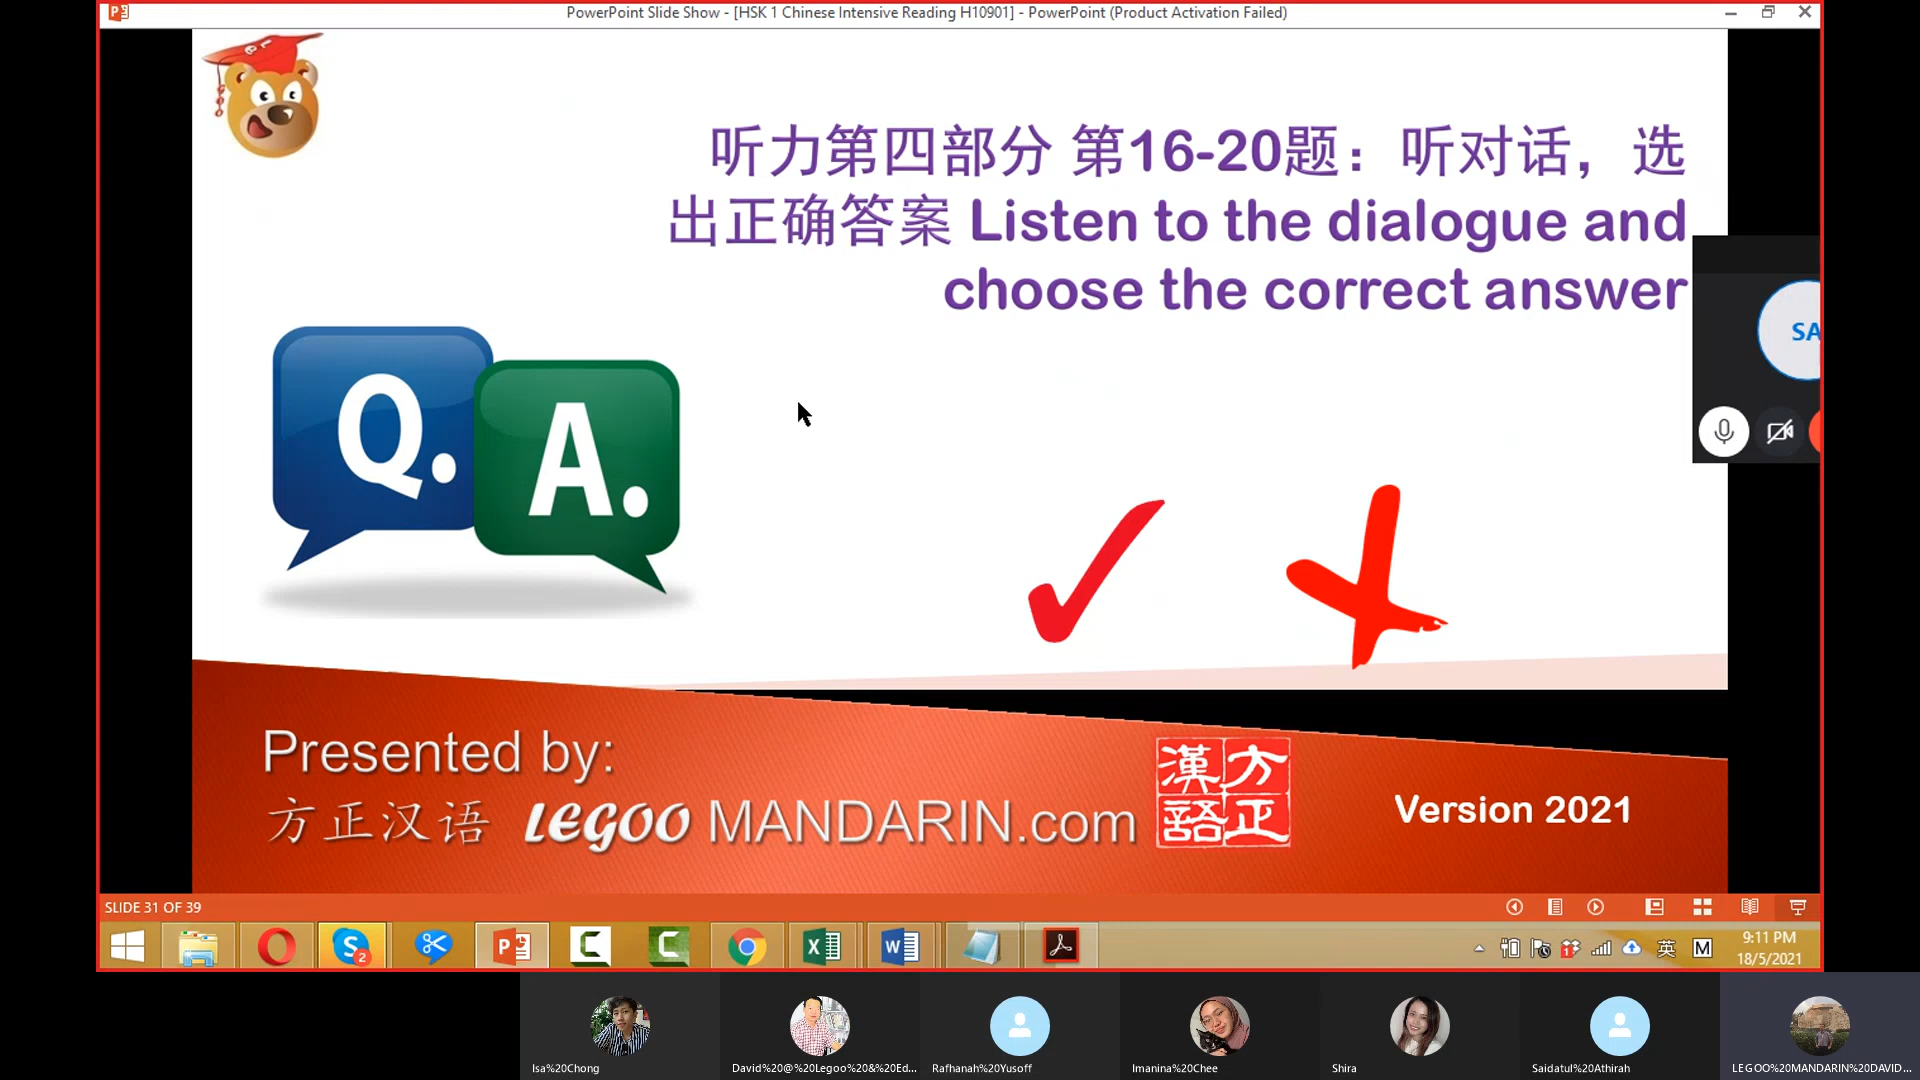 PowerPoint Slide Show - [HSK 1 Chinese Intensive Reading H10901] - PowerPoint (Product Activation Failed)
听力第四部分 第16-20题：听对话，选
出正确答案 Listen to the dialogue and
choose the correct answer
SA
Q.
A.
Presented by:
方正汉语 LEGOO MANDARIN.com
漢方
語正
Version 2021
SLIDE 31 OF 39
2
英
M
9:11 PM
18/5/2021
Isa%20Chong
David%20@%20Legoo%20&%20Ed...
Rafhanah%20Yusoff
Imanina%20Chee
Shira
Saidatul%20Athirah
LEGOO%20MANDARIN%20DAVID...